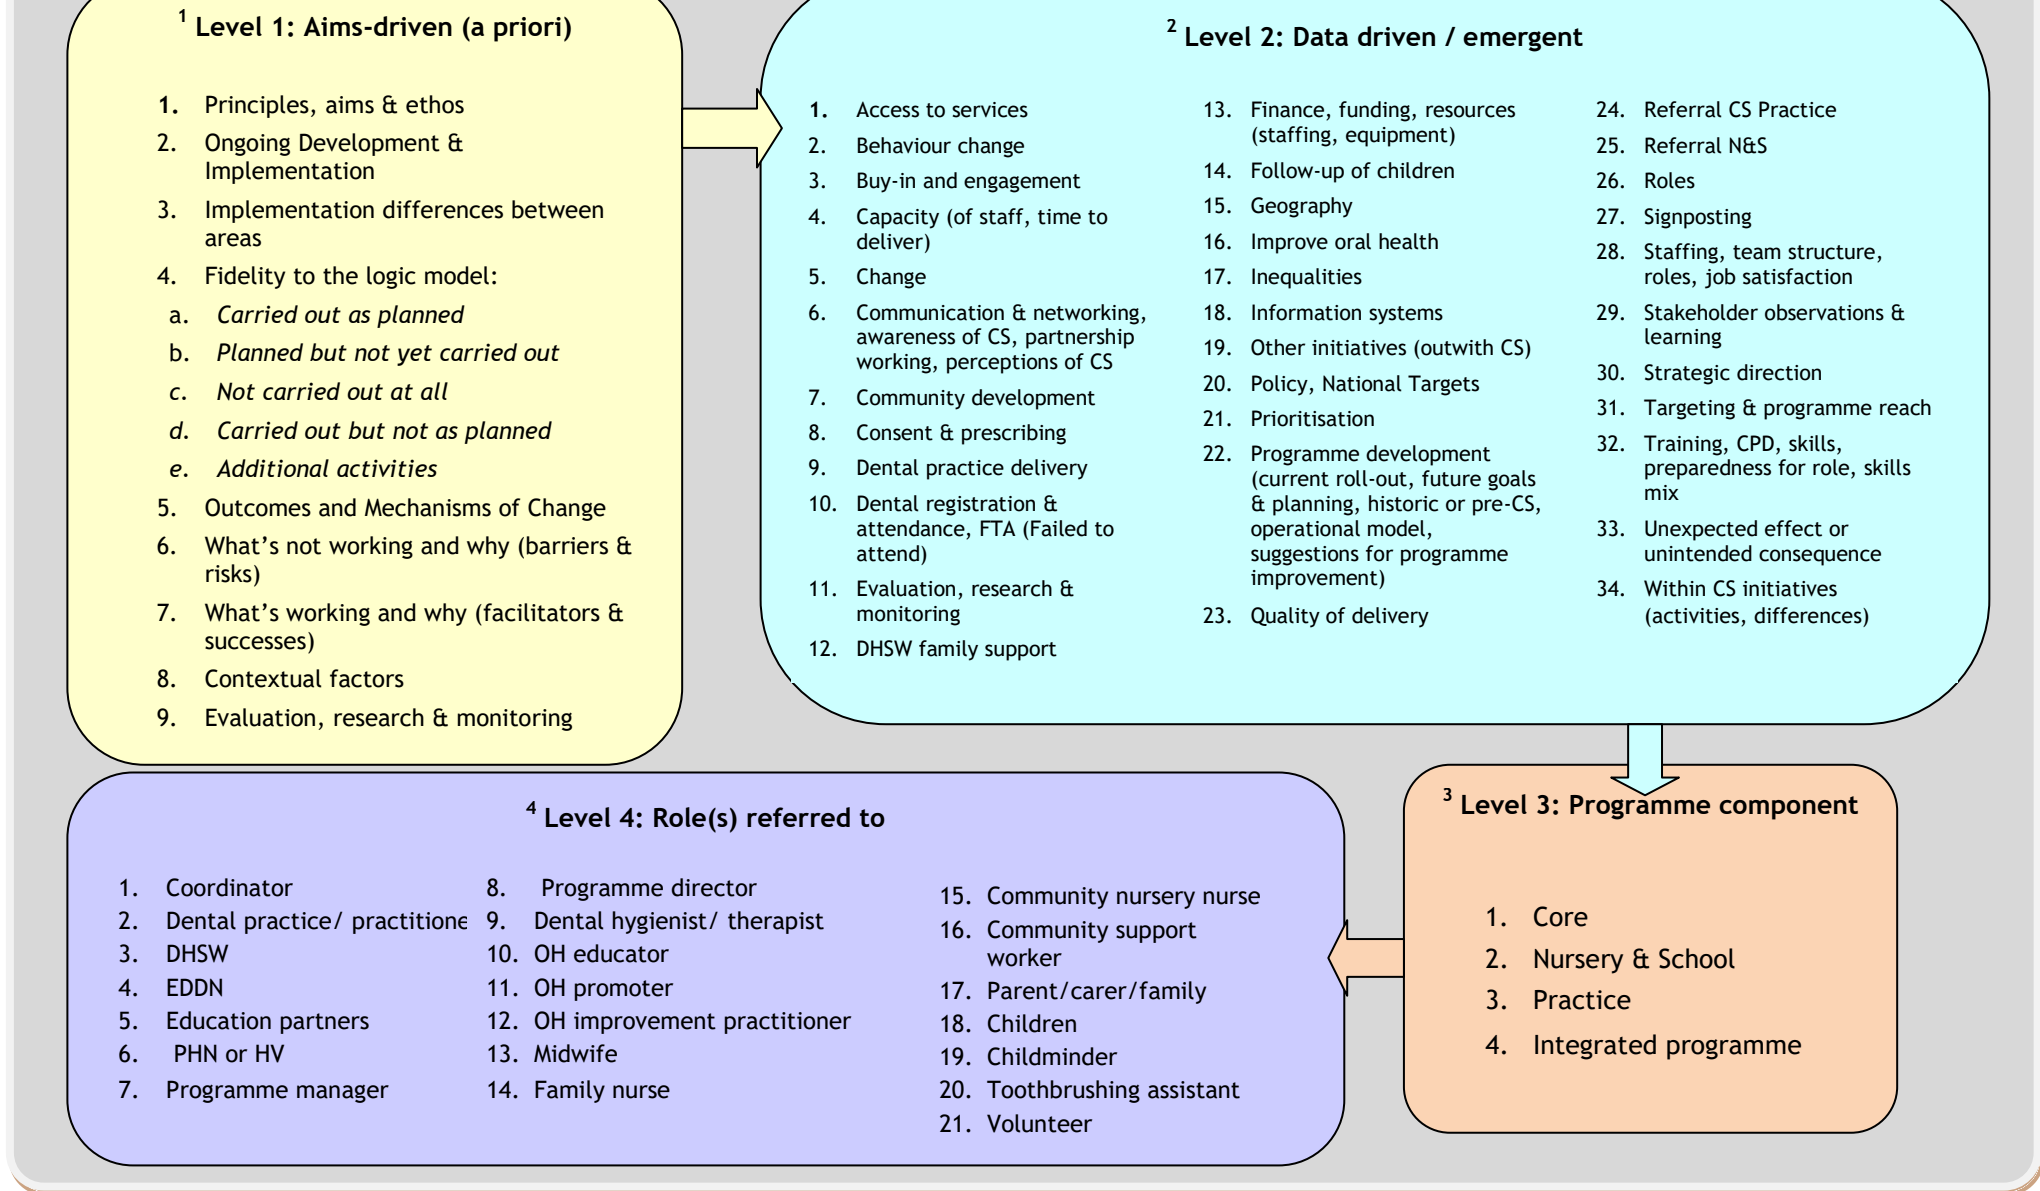 1 Level 1: Aims-driven (a priori)
1. Principles, aims & ethos
2. Ongoing Development &
Implementation
3. Implementation differences between
areas
4. Fidelity to the logic model:
a. Carried out as planned
b. Planned but not yet carried out
c. Not carried out at all
d. Carried out but not as planned
e. Additional activities
5. Outcomes and Mechanisms of Change
6. What’s not working and why (barriers &
risks)
7. What’s working and why (facilitators &
successes)
8. Contextual factors
9. Evaluation, research & monitoring
2 Level 2: Data driven / emergent
1. Access to services
2. Behaviour change
3. Buy-in and engagement
4. Capacity (of staff, time to
deliver)
5. Change
6. Communication & networking,
awareness of CS, partnership
working, perceptions of CS
7. Community development
8. Consent & prescribing
9. Dental practice delivery
10. Dental registration &
attendance, FTA (Failed to
attend)
11. Evaluation, research &
monitoring
12. DHSW family support
13. Finance, funding, resources
(staffing, equipment)
14. Follow-up of children
15. Geography
16. Improve oral health
17. Inequalities
18. Information systems
19. Other initiatives (outwith CS)
20. Policy, National Targets
21. Prioritisation
22. Programme development
(current roll-out, future goals
& planning, historic or pre-CS,
operational model,
suggestions for programme
improvement)
23. Quality of delivery
24. Referral CS Practice
25. Referral N&S
26. Roles
27. Signposting
28. Staffing, team structure,
roles, job satisfaction
29. Stakeholder observations &
learning
30. Strategic direction
31. Targeting & programme reach
32. Training, CPD, skills,
preparedness for role, skills
mix
33. Unexpected effect or
unintended consequence
34. Within CS initiatives
(activities, differences)
3 Level 3: Programme component
1. Core
2. Nursery & School
3. Practice
4. Integrated programme
4 Level 4: Role(s) referred to
1. Coordinator
2. Dental practice/ practitione
3. DHSW
4. EDDN
5. Education partners
6. PHN or HV
7. Programme manager
8. Programme director
9. Dental hygienist/ therapist
10. OH educator
11. OH promoter
12. OH improvement practitioner
13. Midwife
14. Family nurse
15. Community nursery nurse
16. Community support
worker
17. Parent/carer/family
18. Children
19. Childminder
20. Toothbrushing assistant
21. Volunteer